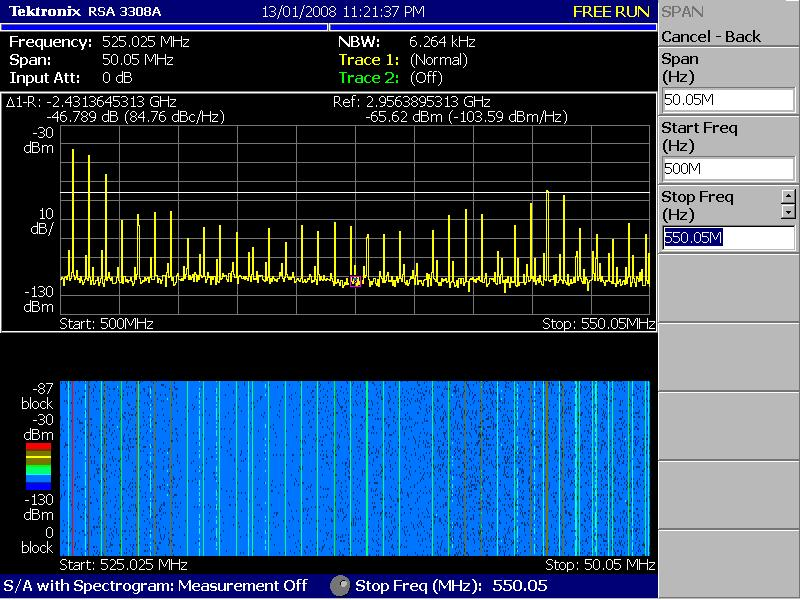 Tektronix RSA 3308A 13/01/2008 11:21:37 PM FREE RUN
SPAN
Cancel - Back
Frequency: 525.025 MHz
Span: 50.05 MHz
Input Att: 0 dB
NBW: 6.264 kHz
Trace 1: (Normal)
Trace 2: (Off)
Δ1-R: -2.4313645313 GHz
-46.789 dB (84.76 dBc/Hz)
Ref: 2.9563895313 GHz
-65.62 dBm (-103.59 dBm/Hz)
-30
dBm
10
dB/
-130
dBm
Start: 500MHz
Stop: 550.05MHz
-87
block
-30
dBm
-130
dBm
0
block
Start: 525.025 MHz
Stop: 50.05 MHz
S/A with Spectrogram: Measurement Off
Stop Freq (MHz): 550.05
Span
(Hz)
50.05M
Start Freq
(Hz)
500M
Stop Freq
(Hz)
550.05M